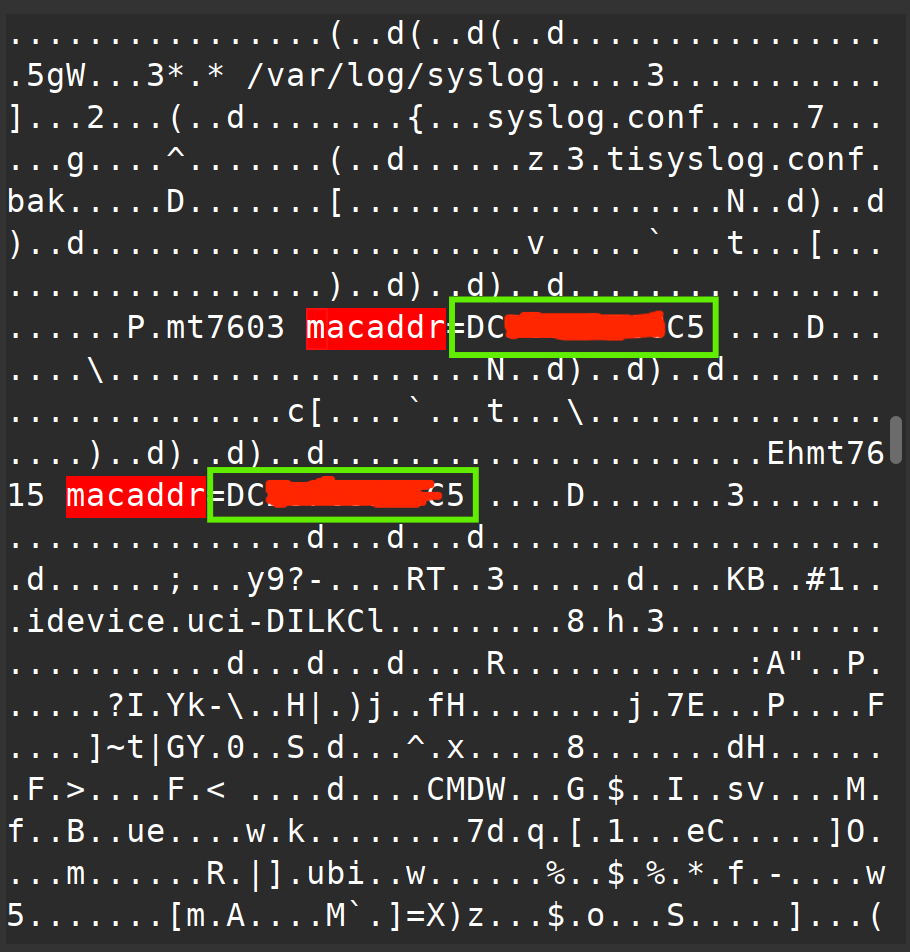 ................(..d(..d(..d................
.5gW...3*.* /var/log/syslog.....3...........
]...2...(..d........{...syslog.conf.....7...
...g....^.......(..d......z.3.tisyslog.conf.
bak.....D.......[...................N..d)..d
)..d......................v.....`...t...[...
................)..d)..d)..d................
......P.mt7603 macaddr=DC C5 ....D...
....\...................N..d)..d)..d........
..............c[....`...t...\...............
....)..d)..d)..d......................Ehmt76
15 macaddr=DC C5 ....D.......3.......
...............d...d...d....................
.d......;...y9?-....RT..3......d....KB..#1..
.idevice.uci-DILKCl.........8.h.3...........
...........d...d...d....R............:A"..P.
.....?I.Yk-\..H|.)j..fH........j.7E...P....F
....]~t|GY.0..S.d...^.x.....8.......dH......
.F.>....F.< ....d....CMDW...G.$..I..sv....M.
f..B..ue....w.k........7d.q.[.1...eC.....]O.
...m......R.|].ubi..w......%..$.%.*.f.-....w
5.......[m.A....M`.]=X)z...$.o...S.....]...(